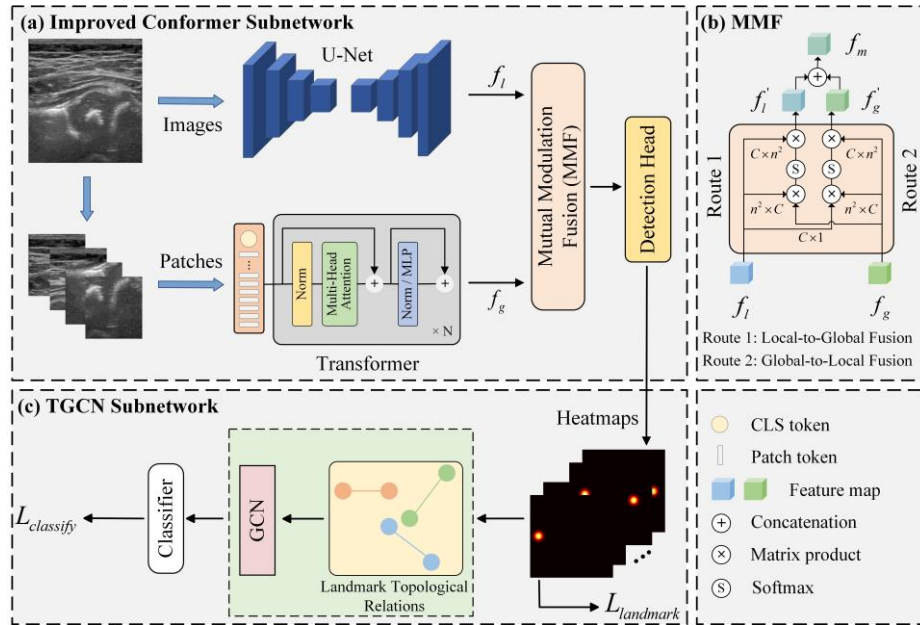 (a) Improved Conformer Subnetwork
U-Net
Images
f_l
Patches
...
Norm
Multi-Head
Attention
Norm / MLP
× N
Transformer
f_g
Mutual Modulation
Fusion (MMF)
Detection Head
(b) MMF
f_m
f_l'
f_g'
Route 1
Route 2
C×n²
C×n²
S
S
n²×C
n²×C
C×1
f_l
f_g
Route 1: Local-to-Global Fusion
Route 2: Global-to-Local Fusion
(c) TGCN Subnetwork
Heatmaps
L_classify
Classifier
GCN
Landmark Topological
Relations
L_landmark
CLS token
Patch token
Feature map
Concatenation
Matrix product
S Softmax